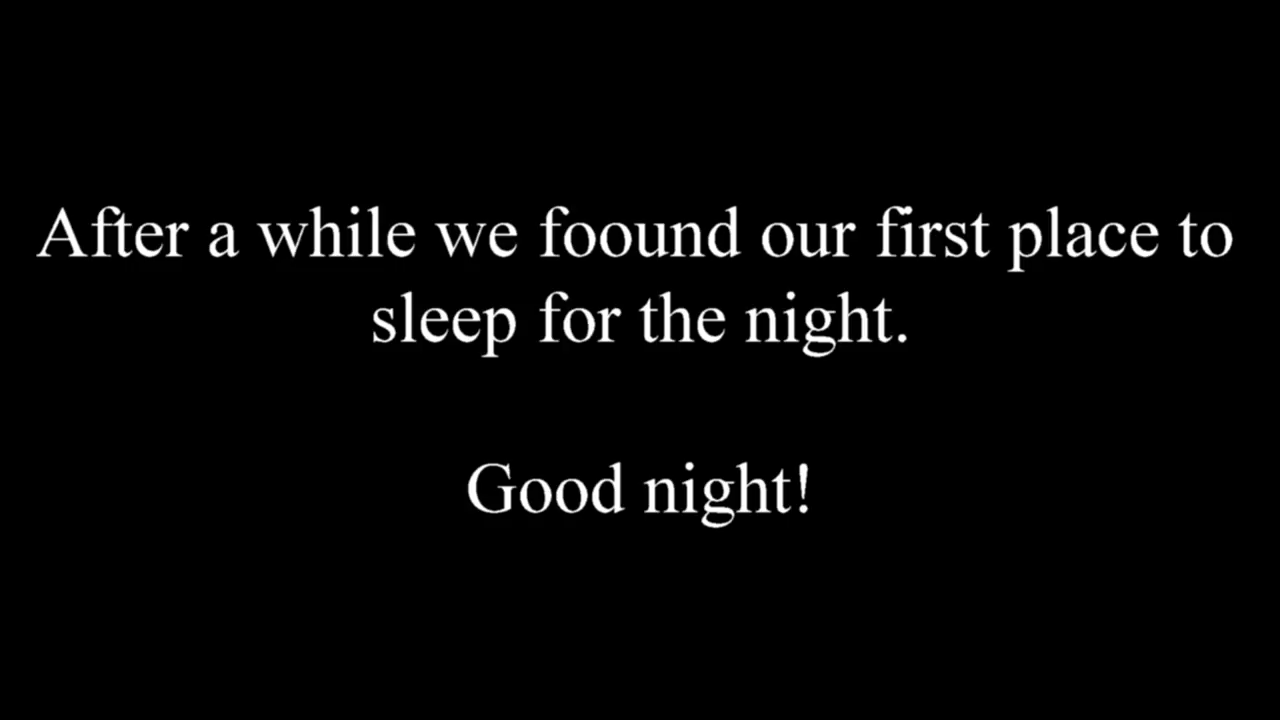 After a while we foound our first place to
sleep for the night.
Good night!